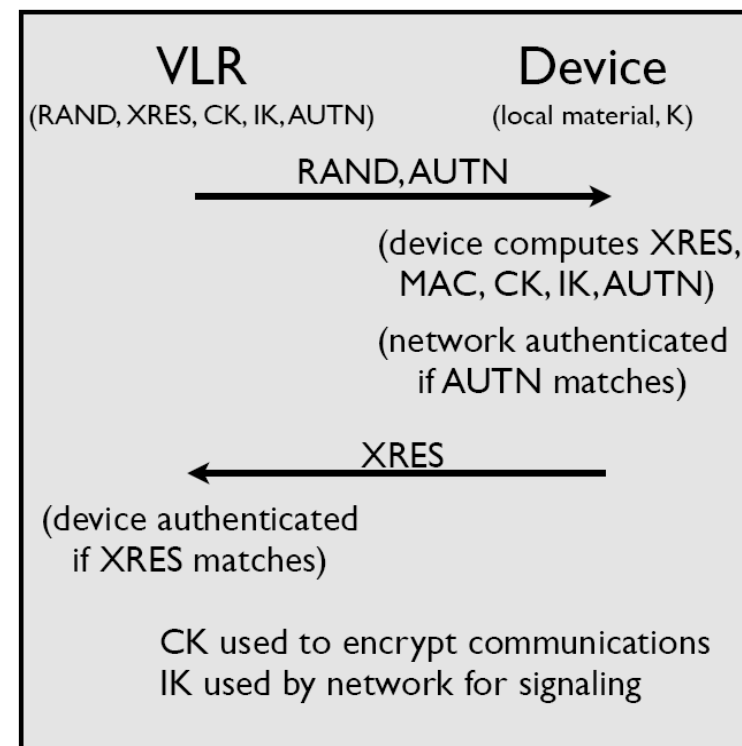 VLR Device
(RAND, XRES, CK, IK, AUTN) (local material, K)
RAND, AUTN
(device computes XRES,
MAC, CK, IK, AUTN)
(network authenticated
if AUTN matches)
XRES
(device authenticated
if XRES matches)
CK used to encrypt communications
IK used by network for signaling